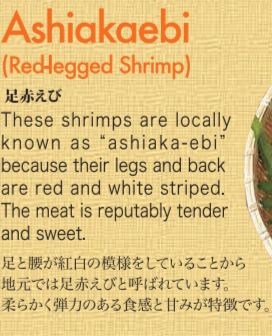 Ashiakaebi
(Red-legged Shrimp)
足赤えび
These shrimps are locally
known as “ashiaka-ebi”
because their legs and back
are red and white striped.
The meat is reputably tender
and sweet.
足と腰が紅白の模様をしていることから
地元では足赤えびと呼ばれています。
柔らかく弾力のある食感と甘みが特徴です。